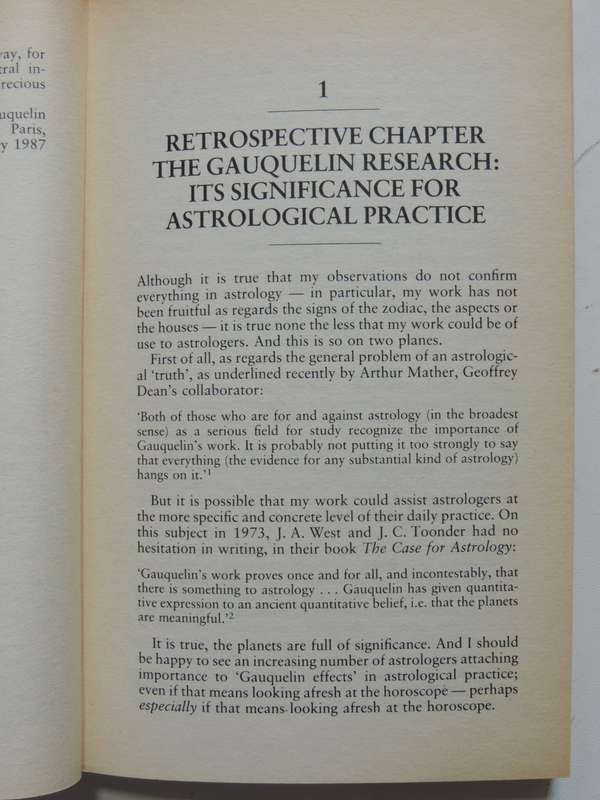 way, for
tral in-
recious
uquelin
Paris,
y 1987
1
RETROSPECTIVE CHAPTER
THE GAUQUELIN RESEARCH:
ITS SIGNIFICANCE FOR
ASTROLOGICAL PRACTICE
Although it is true that my observations do not confirm
everything in astrology — in particular, my work has not
been fruitful as regards the signs of the zodiac, the aspects or
the houses — it is true none the less that my work could be of
use to astrologers. And this is so on two planes.
First of all, as regards the general problem of an astrologic-
al 'truth', as underlined recently by Arthur Mather, Geoffrey
Dean's collaborator:
'Both of those who are for and against astrology (in the broadest
sense) as a serious field for study recognize the importance of
Gauquelin's work. It is probably not putting it too strongly to say
that everything (the evidence for any substantial kind of astrology)
hangs on it.'1
But it is possible that my work could assist astrologers at
the more specific and concrete level of their daily practice. On
this subject in 1973, J. A. West and J. C. Toonder had no
hesitation in writing, in their book The Case for Astrology:
'Gauquelin's work proves once and for all, and incontestably, that
there is something to astrology . . . Gauquelin has given quantita-
tive expression to an ancient quantitative belief, i.e. that the planets
are meaningful.'2
It is true, the planets are full of significance. And I should
be happy to see an increasing number of astrologers attaching
importance to 'Gauquelin effects' in astrological practice;
even if that means looking afresh at the horoscope — perhaps
especially if that means looking afresh at the horoscope.